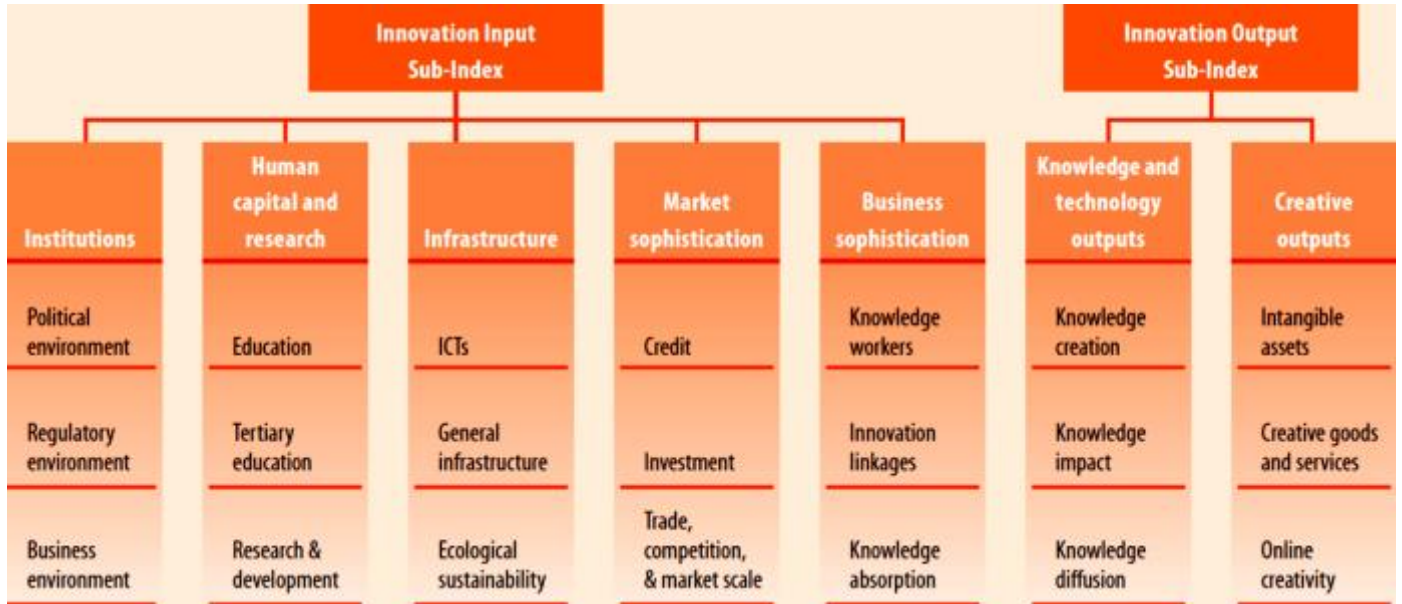 Innovation Input
Sub-Index
Innovation Output
Sub-Index
Institutions
Human
capital and
research
Infrastructure
Market
sophistication
Business
sophistication
Knowledge and
technology
outputs
Creative
outputs
Political
environment
Education
ICTs
Credit
Knowledge
workers
Knowledge
creation
Intangible
assets
Regulatory
environment
Tertiary
education
General
infrastructure
Investment
Innovation
linkages
Knowledge
impact
Creative goods
and services
Business
environment
Research &
development
Ecological
sustainability
Trade,
competition,
& market scale
Knowledge
absorption
Knowledge
diffusion
Online
creativity